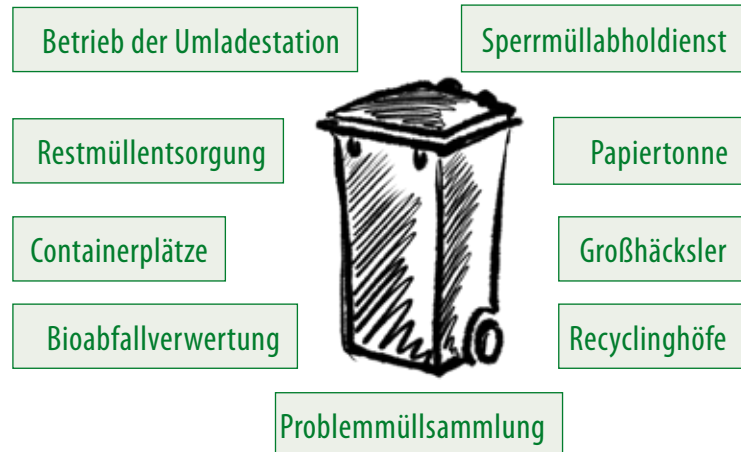 Betrieb der Umladestation
Sperrmüllabholdienst
Restmüllentsorgung
Papiertonne
Containerplätze
Großhäcksler
Bioabfallverwertung
Recyclinghöfe
Problemmüllsammlung